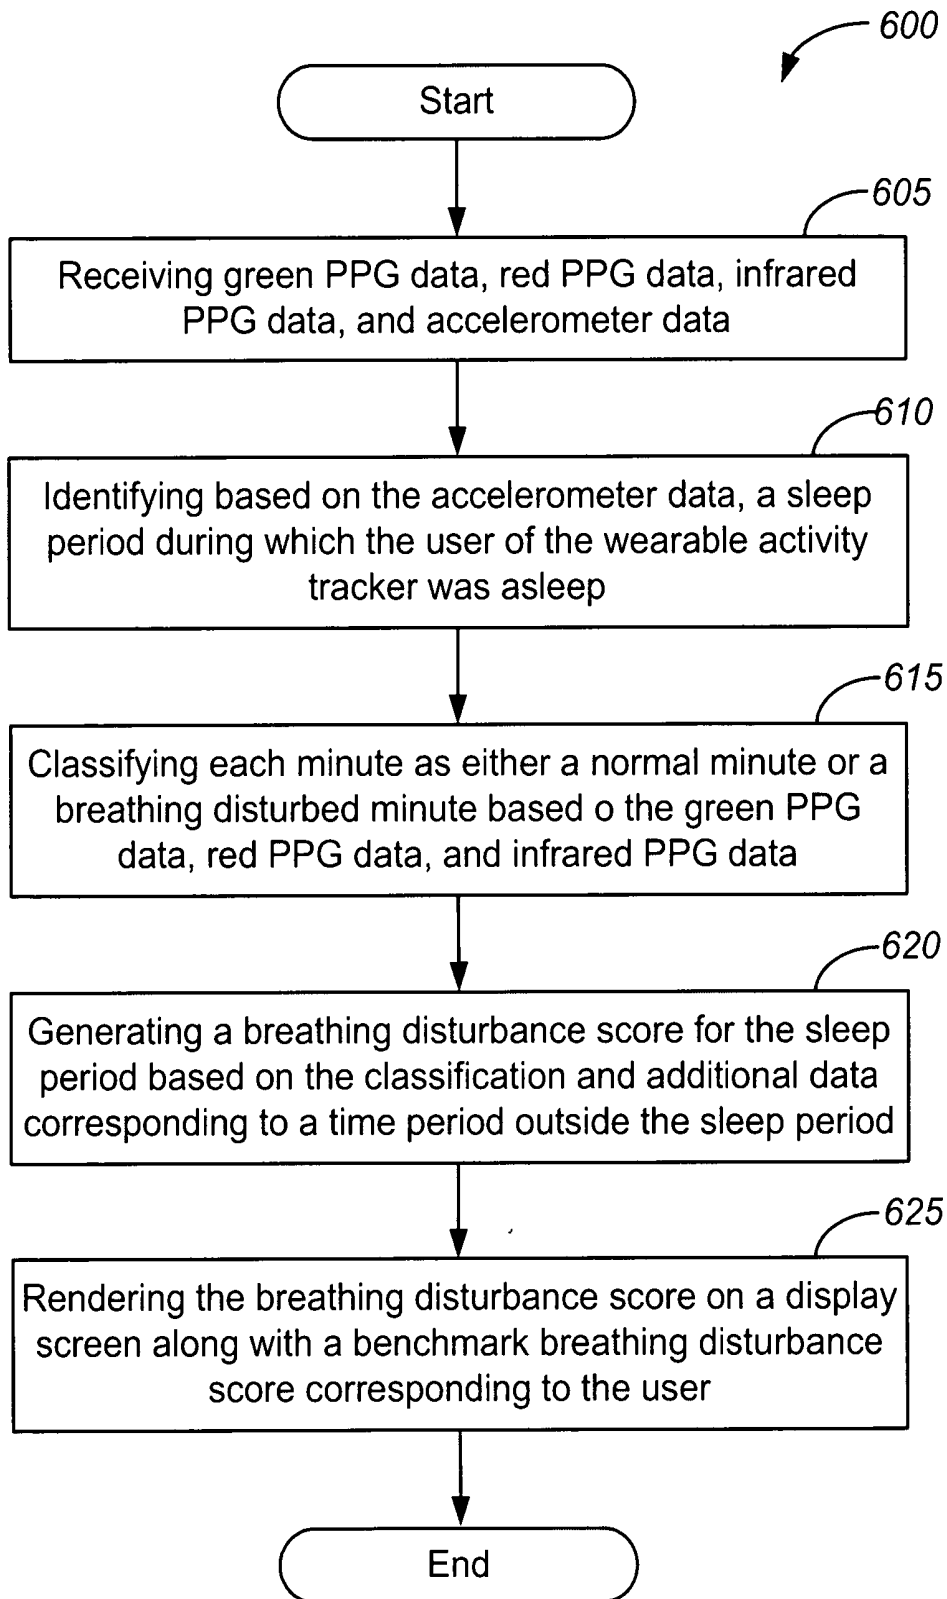 600
Start
605
Receiving green PPG data, red PPG data, infrared
PPG data, and accelerometer data
610
Identifying based on the accelerometer data, a sleep
period during which the user of the wearable activity
tracker was asleep
615
Classifying each minute as either a normal minute or a
breathing disturbed minute based o the green PPG
data, red PPG data, and infrared PPG data
620
Generating a breathing disturbance score for the sleep
period based on the classification and additional data
corresponding to a time period outside the sleep period
625
Rendering the breathing disturbance score on a display
screen along with a benchmark breathing disturbance
score corresponding to the user
End